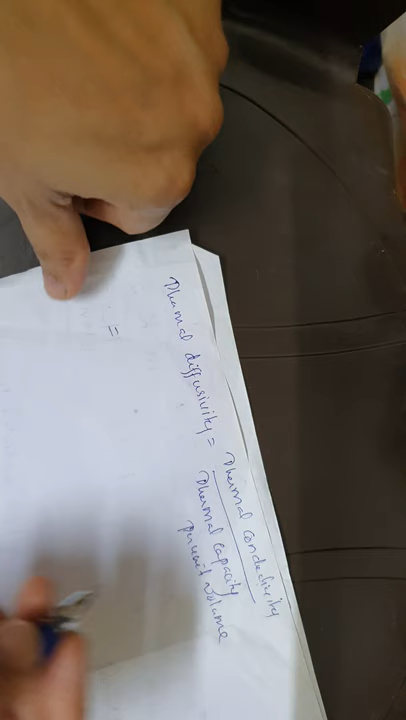 Thermal diffusivity = Thermal conductivity
Thermal capacity
per unit volume
=